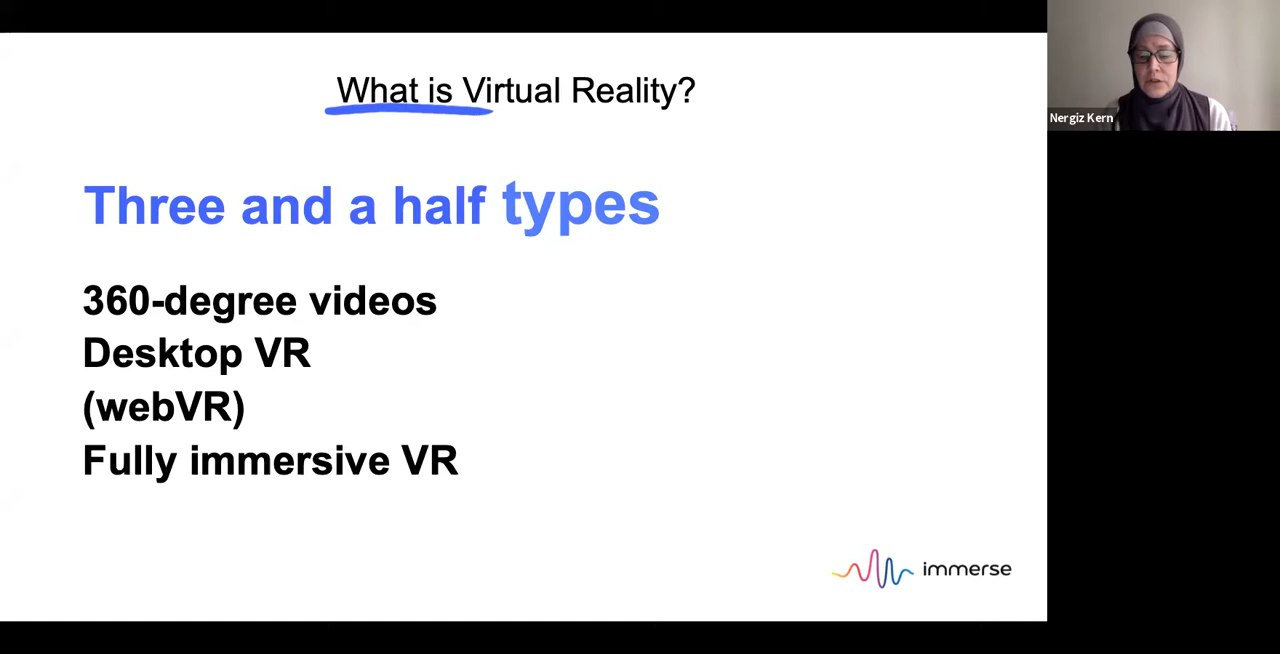 What is Virtual Reality?
Three and a half types
360-degree videos
Desktop VR
(webVR)
Fully immersive VR
immerse
Nergiz Kern